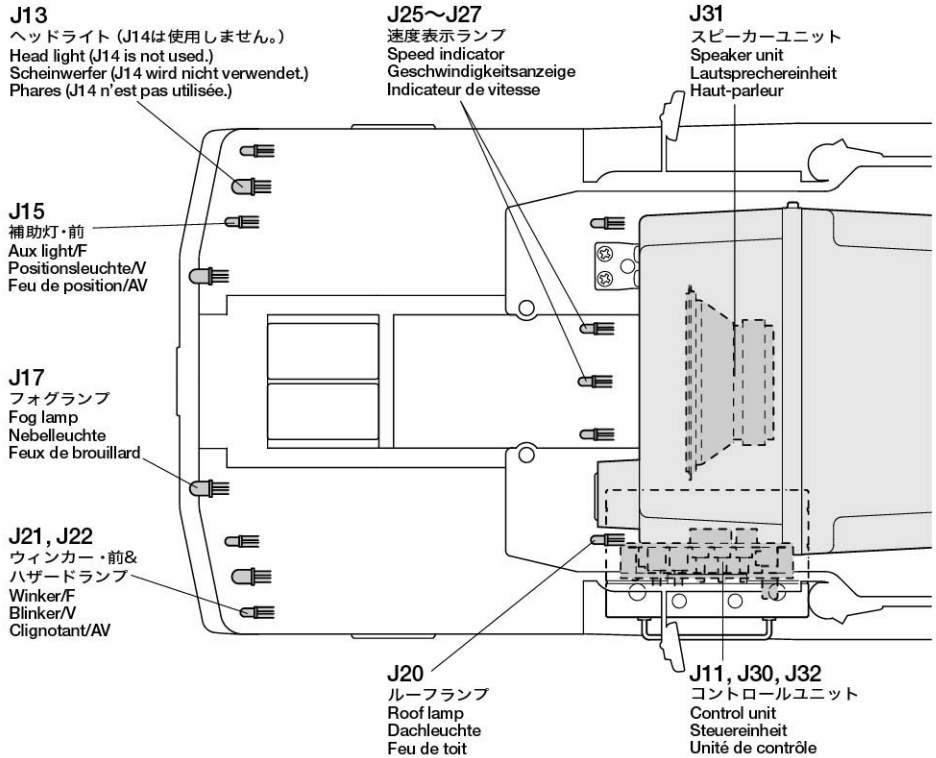 J13
ヘッドライト (J14は使用しません。)
Head light (J14 is not used.)
Scheinwerfer (J14 wird nicht verwendet.)
Phares (J14 n'est pas utilisée.)
J25〜J27
速度表示ランプ
Speed indicator
Geschwindigkeitsanzeige
Indicateur de vitesse
J31
スピーカーユニット
Speaker unit
Lautsprechereinheit
Haut-parleur
J15
補助灯・前
Aux light/F
Positionsleuchte/V
Feu de position/AV
J17
フォグランプ
Fog lamp
Nebelleuchte
Feux de brouillard
J21, J22
ウィンカー・前&
ハザードランプ
Winker/F
Blinker/V
Clignotant/AV
J20
ルーフランプ
Roof lamp
Dachleuchte
Feu de toit
J11, J30, J32
コントロールユニット
Control unit
Steuereinheit
Unité de contrôle